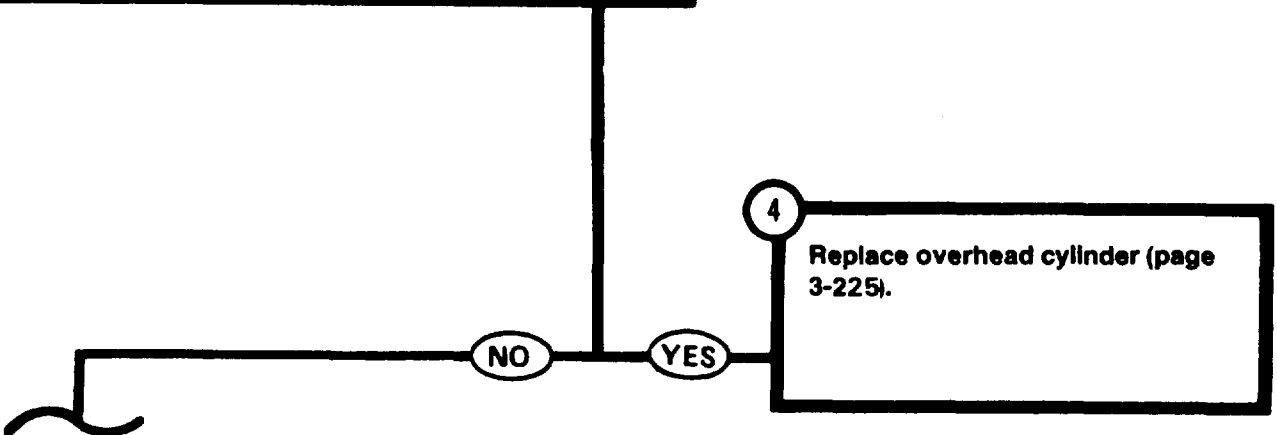 4
Replace overhead cylinder (page
3-225).
NO
YES